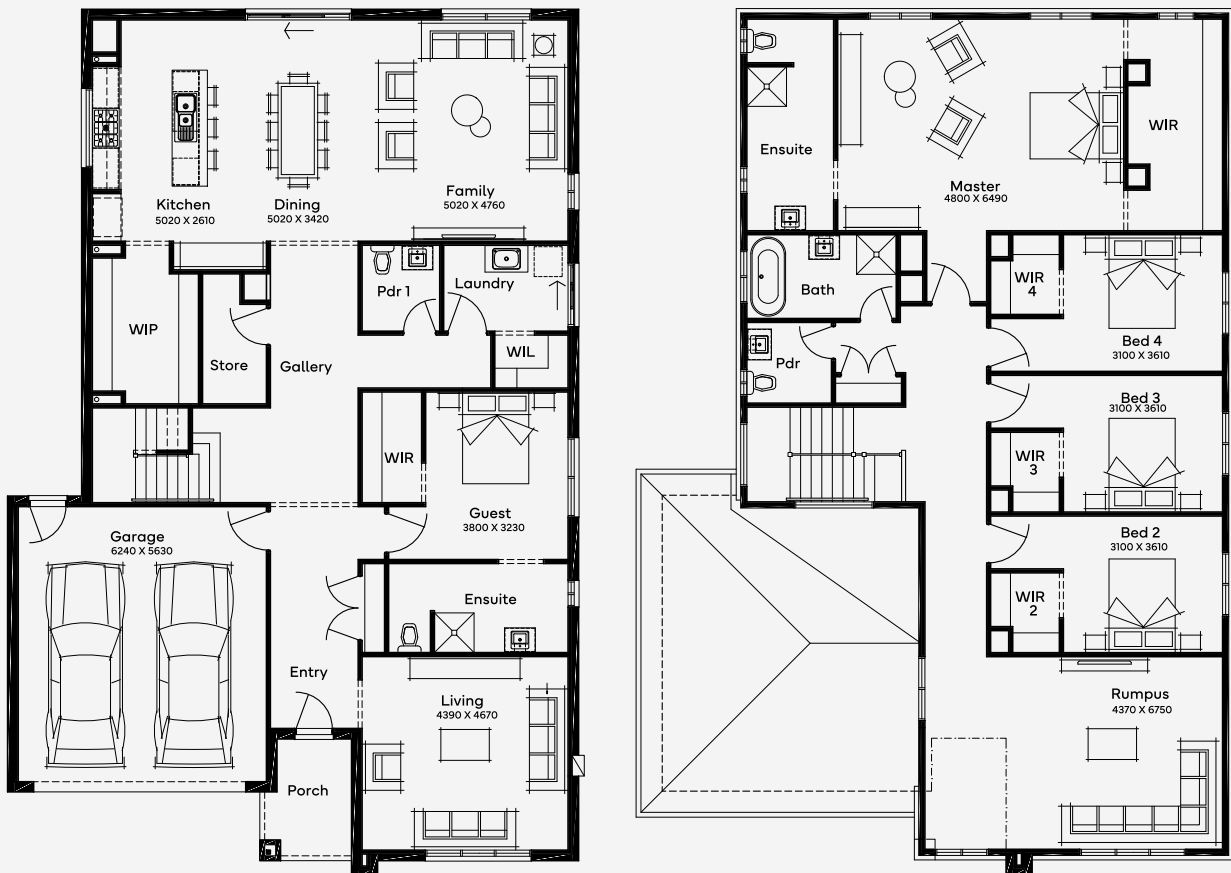 Kitchen
5020 X 2610
Dining
5020 X 3420
Family
5020 X 4760
WIP
Store
Gallery
Pdr 1
Laundry
WIL
WIR
Guest
3800 X 3230
Garage
6240 X 5630
Ensuite
Entry
Living
4390 X 4670
Porch
Ensuite
Master
4800 X 6490
WIR
Bath
WIR
4
Bed 4
3100 X 3610
Pdr
Bed 3
3100 X 3610
WIR
3
Bed 2
3100 X 3610
WIR
2
Rumpus
4370 X 6750